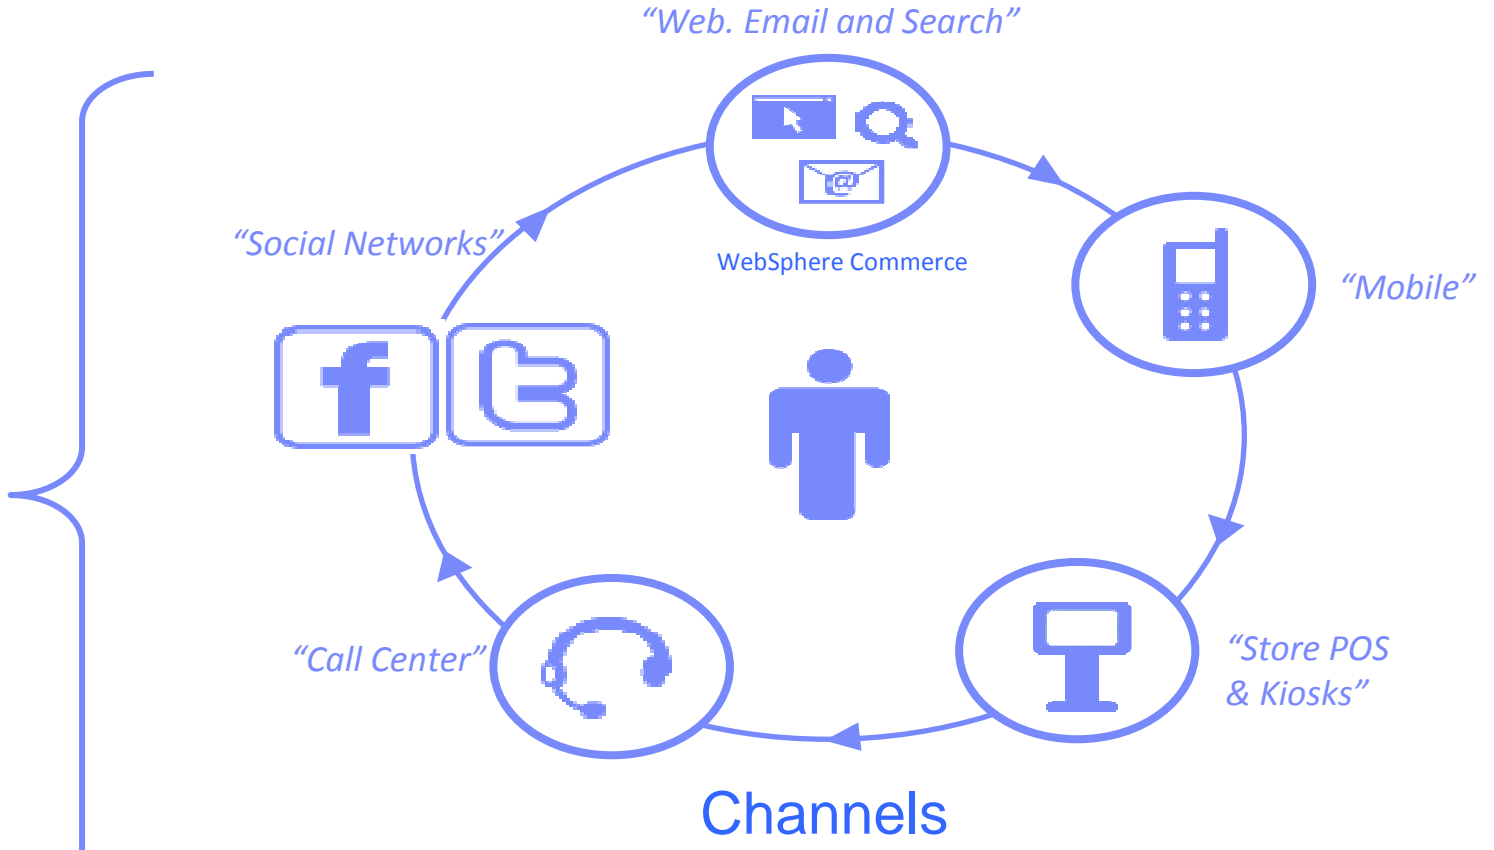 “Web. Email and Search”
“Social Networks”
WebSphere Commerce
“Mobile”
“Call Center”
“Store POS
& Kiosks”
Channels